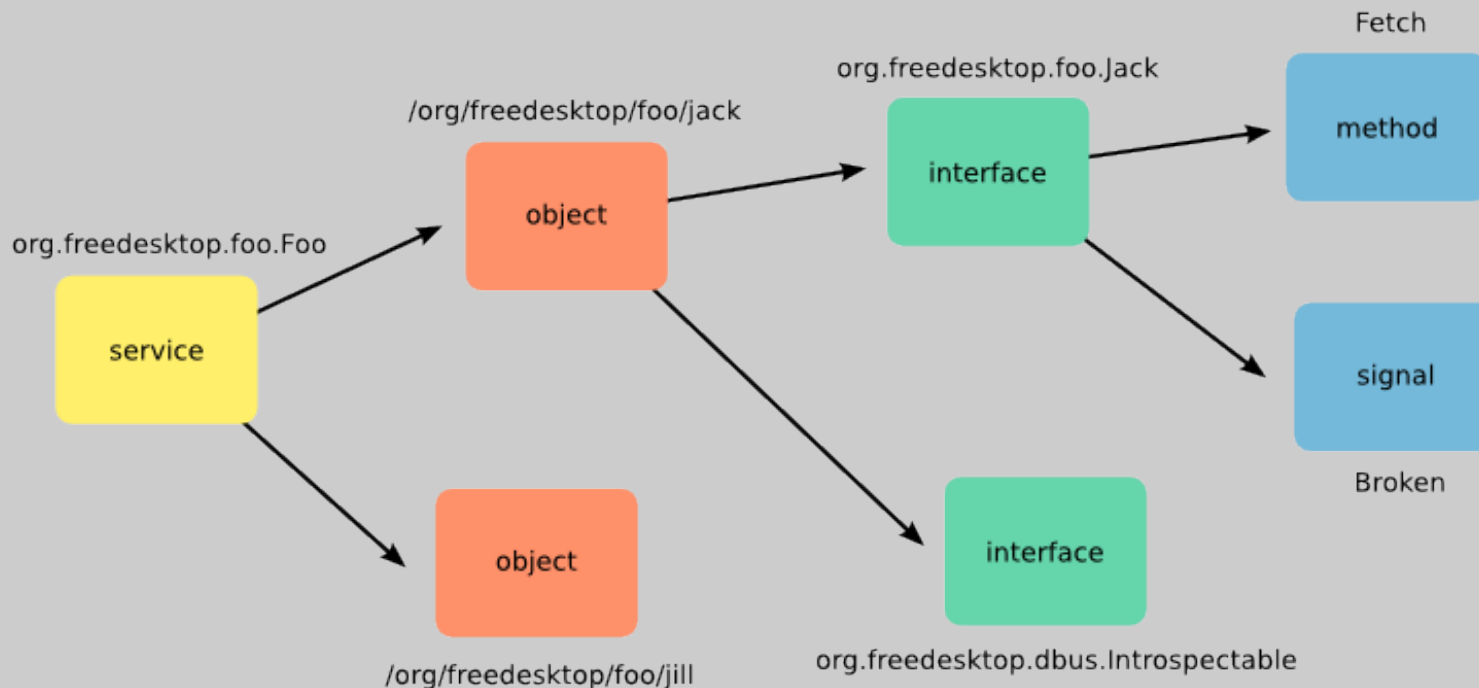 Fetch
org.freedesktop.foo.Jack
/org/freedesktop/foo/jack
method
interface
object
org.freedesktop.foo.Foo
service
signal
Broken
object
interface
/org/freedesktop/foo/jill
org.freedesktop.dbus.Introspectable